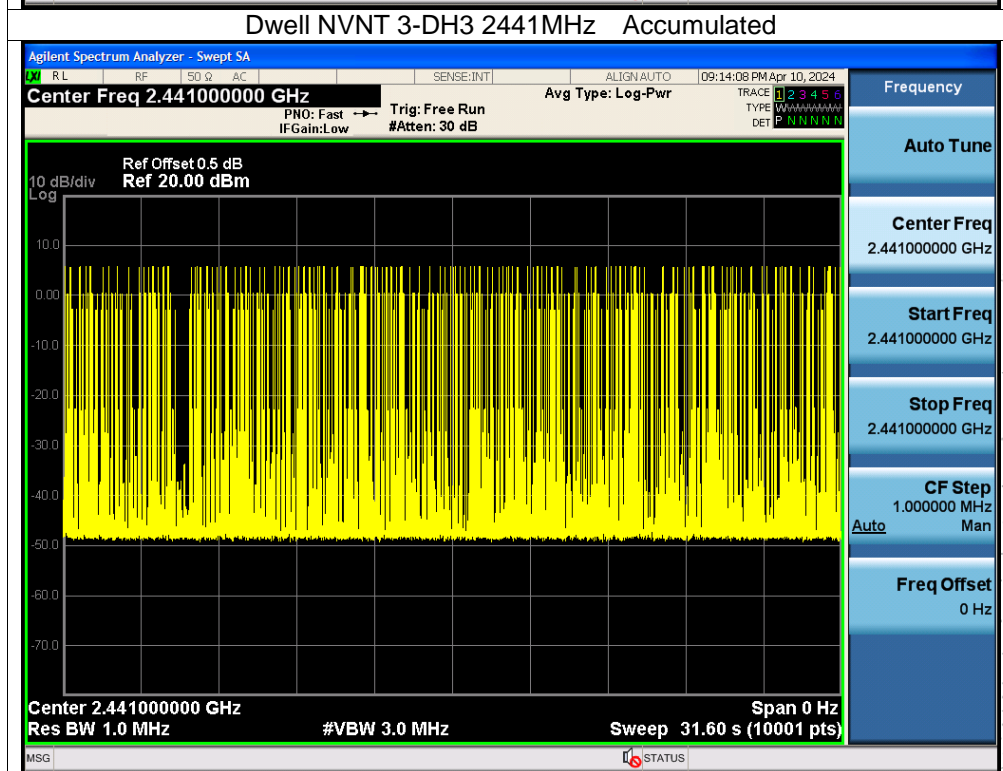 Dwell NVNT 3-DH3 2441MHz Accumulated
Agilent Spectrum Analyzer - Swept SA
LXI RL RF 50 Ω AC SENSE:INT ALIGN AUTO 09:14:08 PM Apr 10, 2024
Center Freq 2.441000000 GHz
PNO: Fast
IFGain:Low
Trig: Free Run
#Atten: 30 dB
Avg Type: Log-Pwr
TRACE 1 2 3 4 5 6
TYPE W
DET P N N N N N
Frequency
Auto Tune
Center Freq
2.441000000 GHz
Start Freq
2.441000000 GHz
Stop Freq
2.441000000 GHz
CF Step
1.000000 MHz
Auto Man
Freq Offset
0 Hz
Ref Offset 0.5 dB
10 dB/div Ref 20.00 dBm
Log
10.0
0.00
-10.0
-20.0
-30.0
-40.0
-50.0
-60.0
-70.0
Center 2.441000000 GHz Span 0 Hz
Res BW 1.0 MHz #VBW 3.0 MHz Sweep 31.60 s (10001 pts)
MSG STATUS